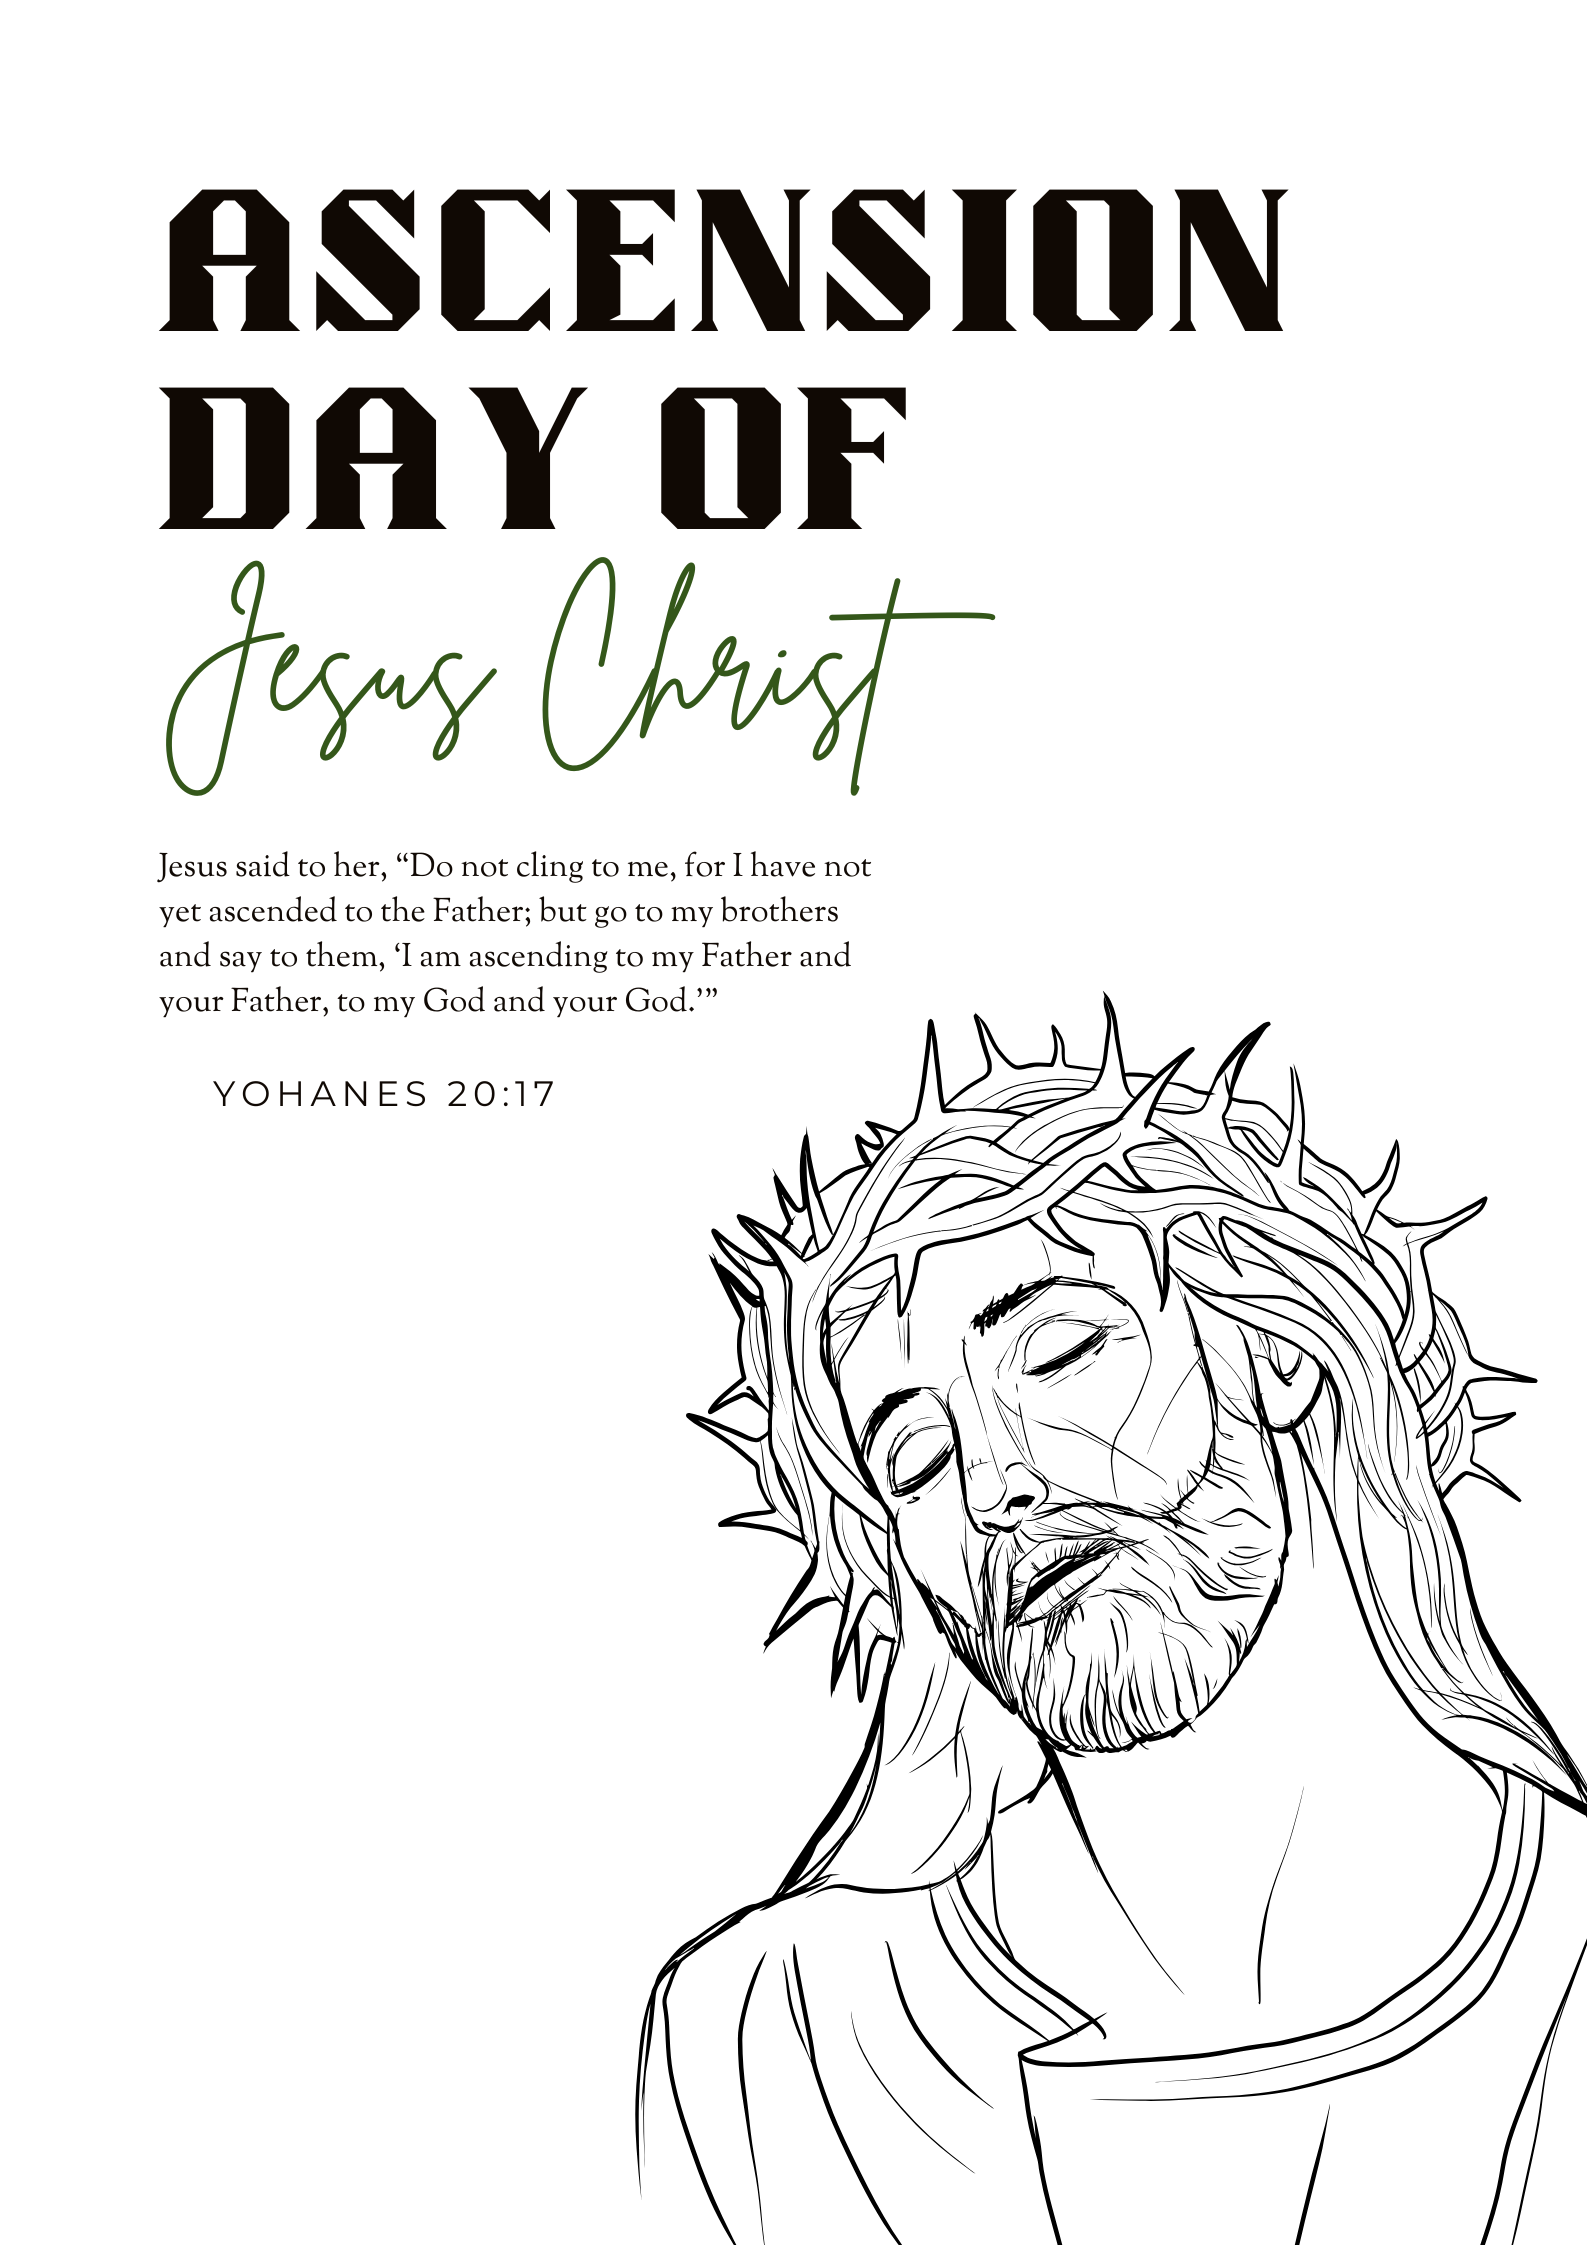 ASCENSION
DAY OF
Jesus Christ
Jesus said to her, “Do not cling to me, for I have not
yet ascended to the Father; but go to my brothers
and say to them, ‘I am ascending to my Father and
your Father, to my God and your God.’”
YOHANES 20:17